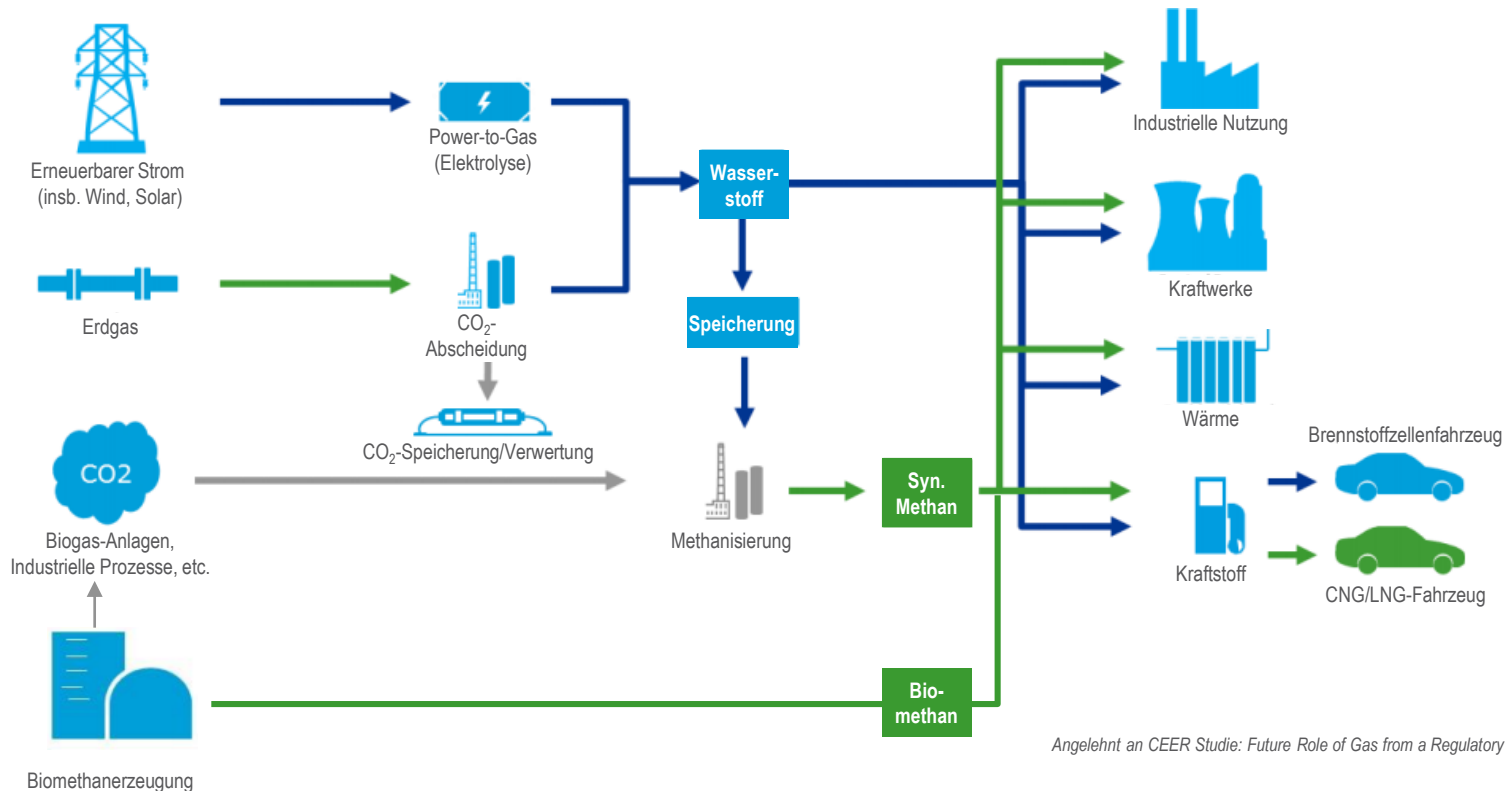 Erneuerbarer Strom
(insb. Wind, Solar)
Power-to-Gas
(Elektrolyse)
Wasser-
stoff
Industrielle Nutzung
Erdgas
CO2-
Abscheidung
Speicherung
Kraftwerke
CO2-Speicherung/Verwertung
Wärme
CO2
Biogas-Anlagen,
Industrielle Prozesse, etc.
Methanisierung
Syn.
Methan
Kraftstoff
Brennstoffzellenfahrzeug
CNG/LNG-Fahrzeug
Bio-
methan
Biomethanerzeugung
Angelehnt an CEER Studie: Future Role of Gas from a Regulatory